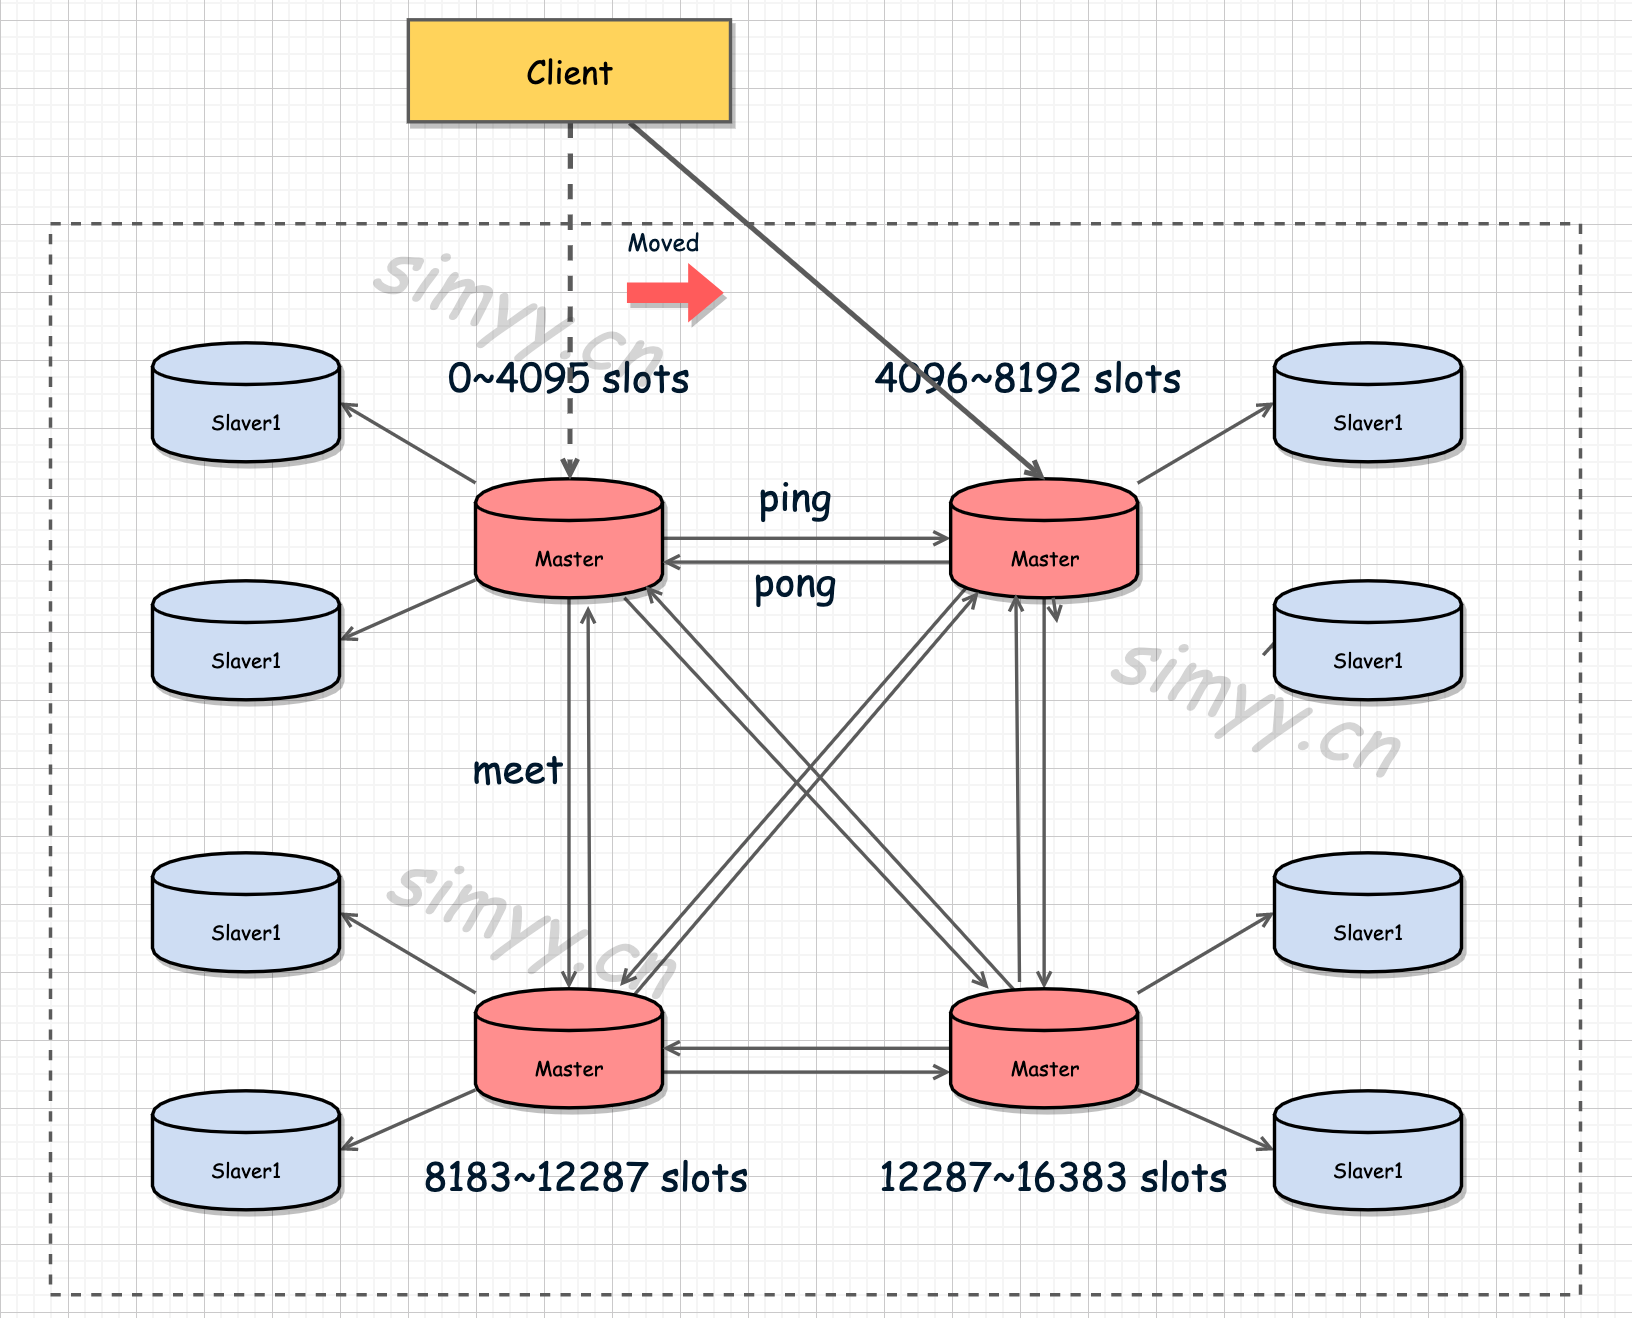 Client
Moved
simyy.cn
0~4095 slots
4096~8192 slots
Slaver1
Slaver1
ping
Master
Master
pong
Slaver1
Slaver1
simyy.cn
meet
simyy.cn
Slaver1
Slaver1
Master
Master
8183~12287 slots
12287~16383 slots
Slaver1
Slaver1